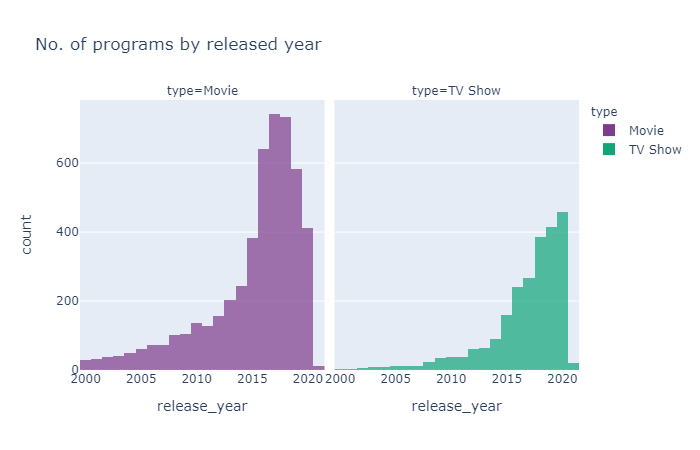 No. of programs by released year
type=Movie
type=TV Show
type
Movie
TV Show
count
600
400
200
0
2000 2005 2010 2015 2020
2000 2005 2010 2015 2020
release_year
release_year